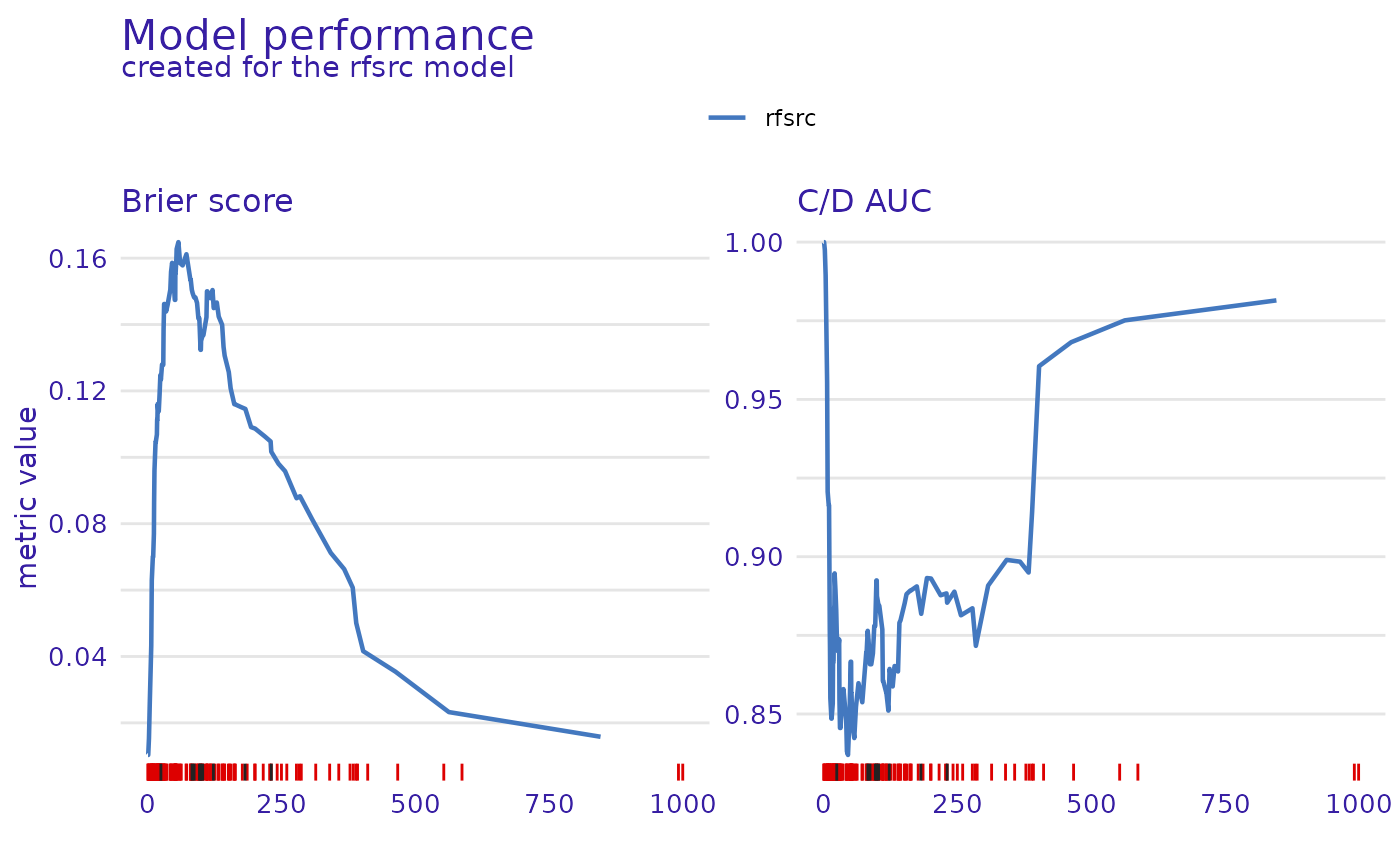 Model performance
created for the rfsrc model
rfsrc
Brier score
C/D AUC
metric value
0.16
0.12
0.08
0.04
0 250 500 750 1000
1.00
0.95
0.90
0.85
0 250 500 750 1000